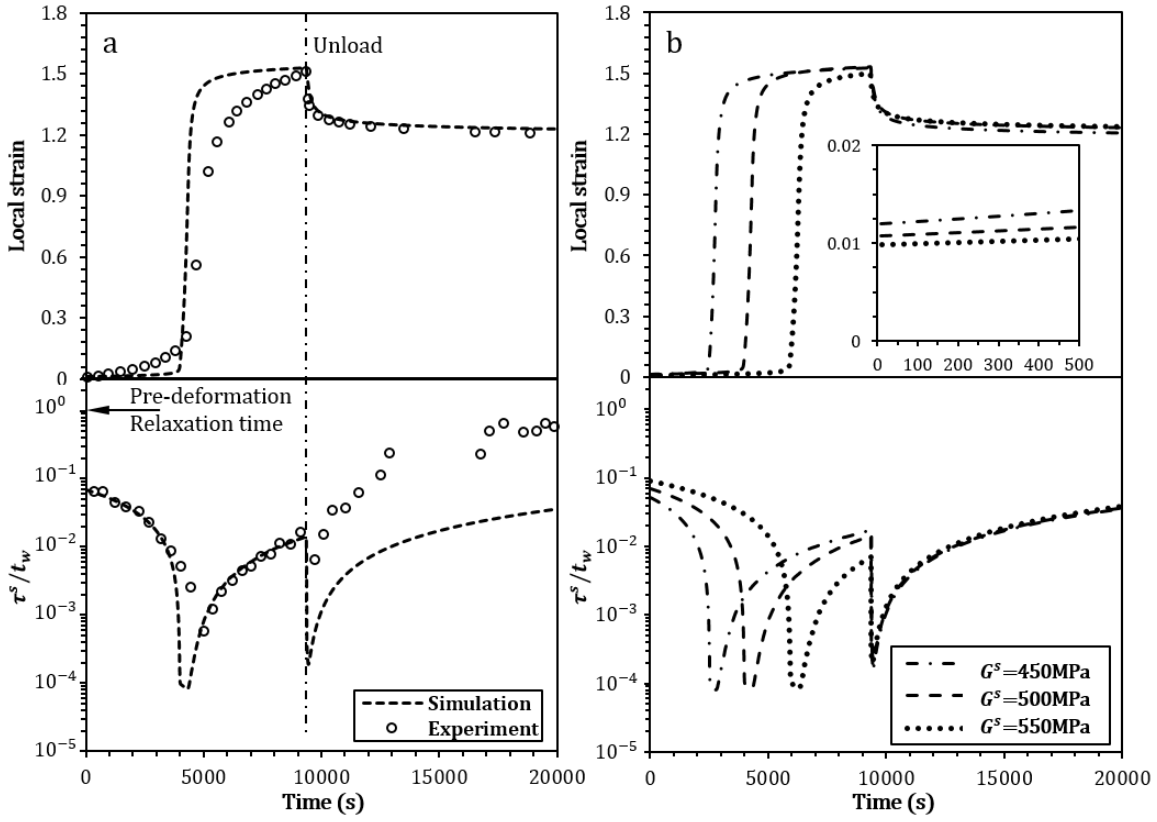 a
Unload
Local strain
1.8
1.5
1.2
0.9
0.6
0.3
0
Pre-deformation
Relaxation time
τˢ/t_w
10⁰
10⁻¹
10⁻²
10⁻³
10⁻⁴
10⁻⁵
Simulation
Experiment
0 5000 10000 15000 20000
Time (s)
b
Local strain
1.8
1.5
1.2
0.9
0.6
0.3
0
0.02
0.01
0
0 100 200 300 400 500
τˢ/t_w
10⁰
10⁻¹
10⁻²
10⁻³
10⁻⁴
10⁻⁵
Gˢ=450MPa
Gˢ=500MPa
Gˢ=550MPa
0 5000 10000 15000 20000
Time (s)